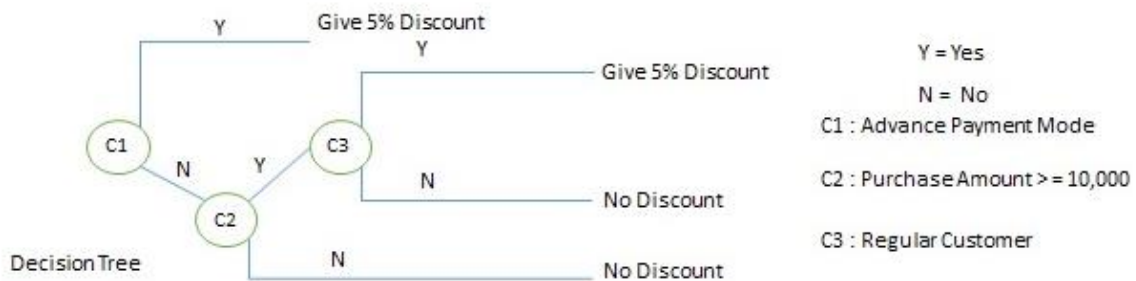 Y
Give 5% Discount
Y
Give 5% Discount
C1
N
Y
C3
N
No Discount
C2
N
No Discount
Decision Tree
Y = Yes
N = No
C1 : Advance Payment Mode
C2 : Purchase Amount > = 10,000
C3 : Regular Customer